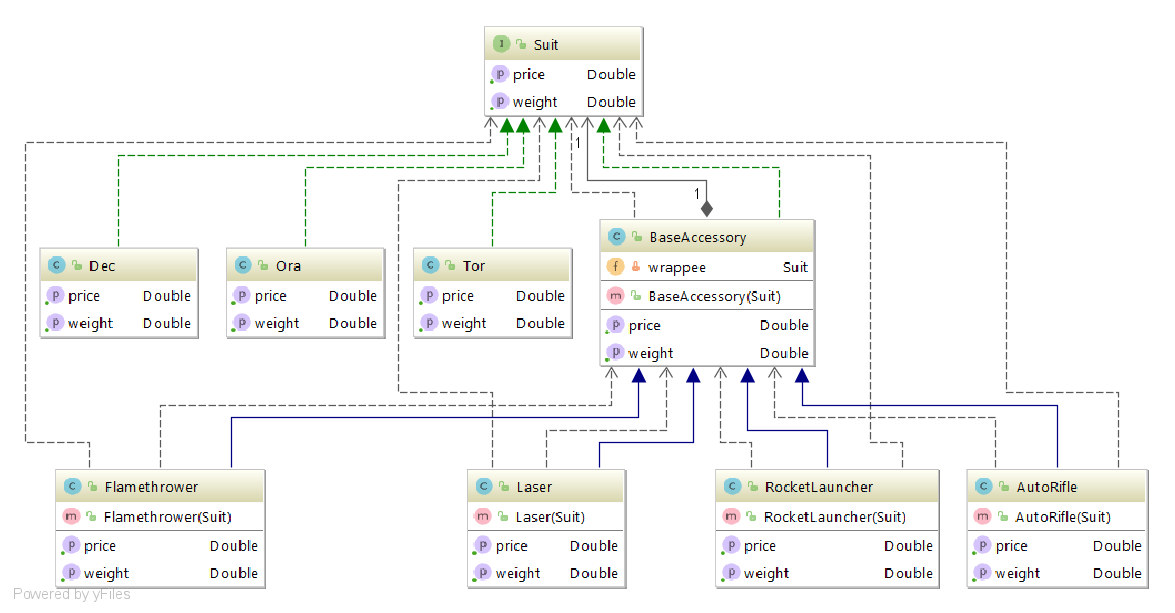 I Suit
p price Double
p weight Double
1
1
C Dec
p price Double
p weight Double
C Ora
p price Double
p weight Double
C Tor
p price Double
p weight Double
C BaseAccessory
f wrappee Suit
m BaseAccessory(Suit)
p price Double
p weight Double
C Flamethrower
m Flamethrower(Suit)
p price Double
p weight Double
C Laser
m Laser(Suit)
p price Double
p weight Double
C RocketLauncher
m RocketLauncher(Suit)
p price Double
p weight Double
C AutoRifle
m AutoRifle(Suit)
p price Double
p weight Double
Powered by yFiles